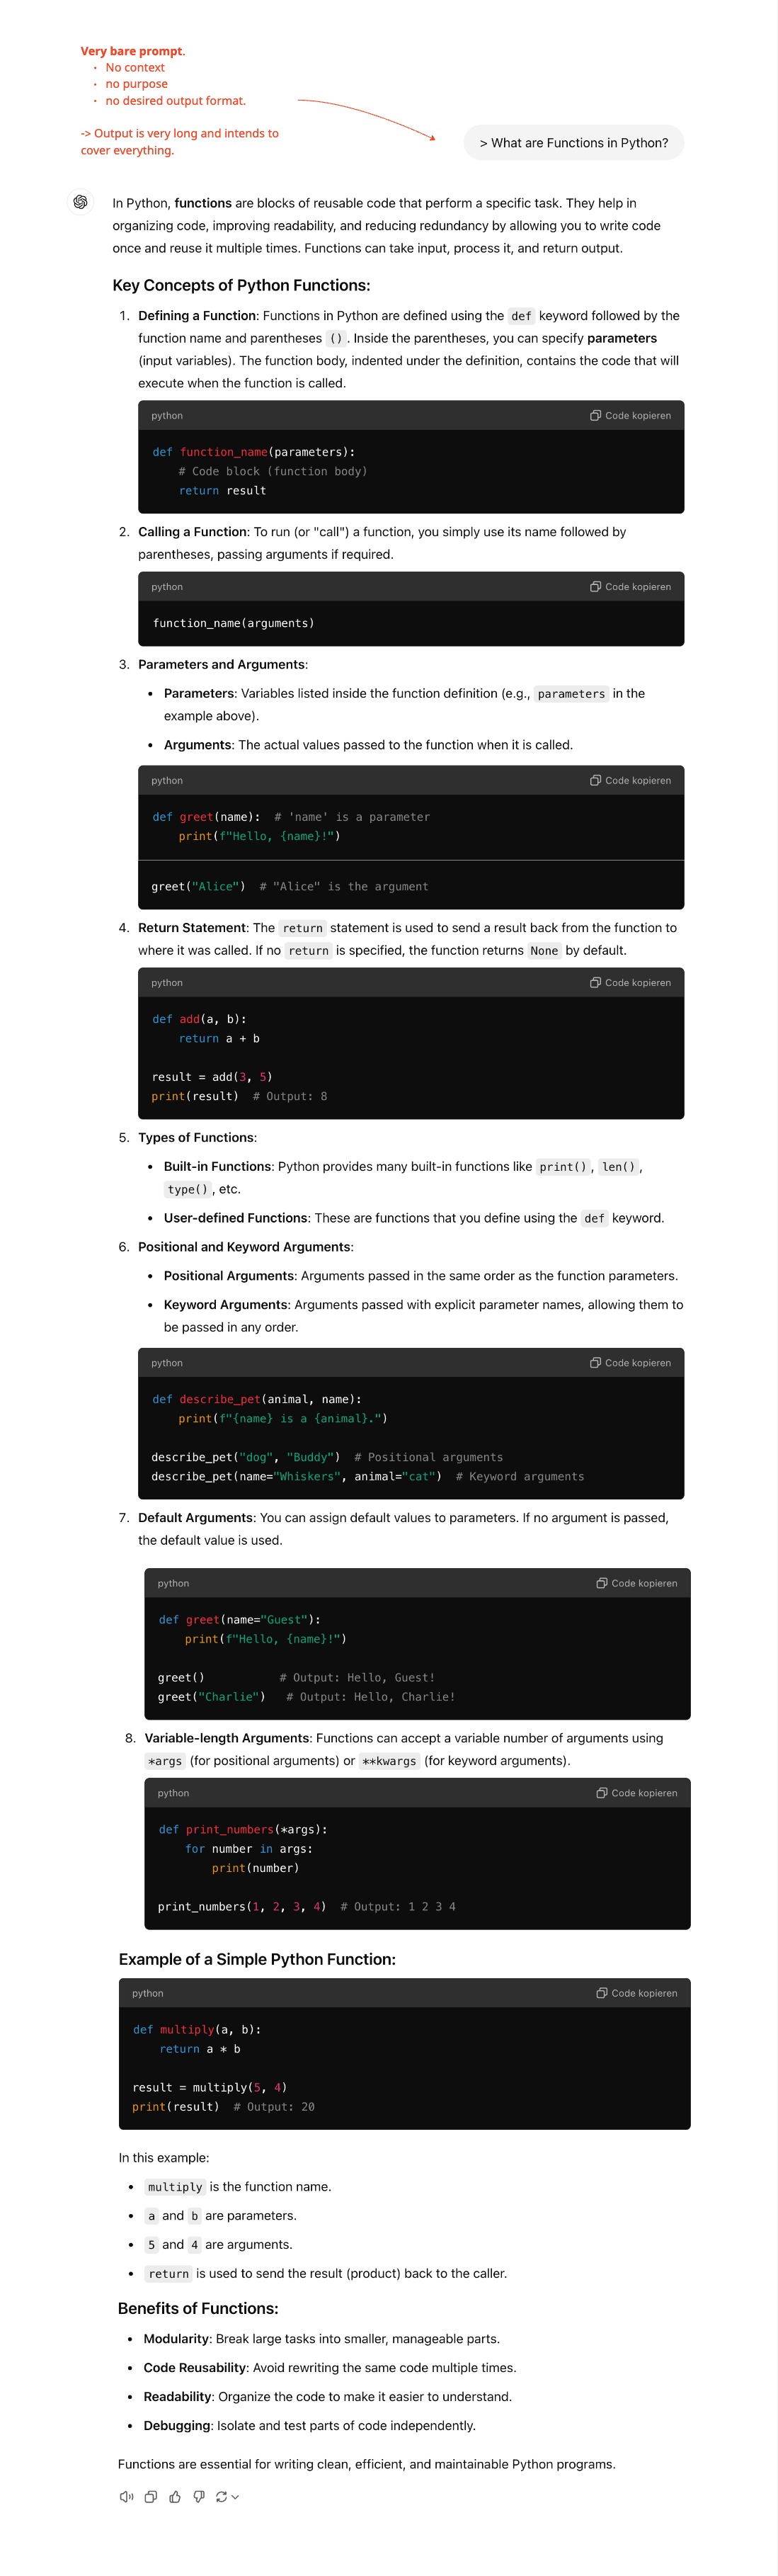 Very bare prompt.
· No context
· no purpose
· no desired output format.
-> Output is very long and intends to
cover everything.
> What are Functions in Python?
In Python, functions are blocks of reusable code that perform a specific task. They help in
organizing code, improving readability, and reducing redundancy by allowing you to write code
once and reuse it multiple times. Functions can take input, process it, and return output.
Key Concepts of Python Functions:
1. Defining a Function: Functions in Python are defined using the def keyword followed by the
function name and parentheses (). Inside the parentheses, you can specify parameters
(input variables). The function body, indented under the definition, contains the code that will
execute when the function is called.
python Code kopieren
def function_name(parameters):
    # Code block (function body)
    return result
2. Calling a Function: To run (or "call") a function, you simply use its name followed by
parentheses, passing arguments if required.
python Code kopieren
function_name(arguments)
3. Parameters and Arguments:
• Parameters: Variables listed inside the function definition (e.g., parameters in the
example above).
• Arguments: The actual values passed to the function when it is called.
python Code kopieren
def greet(name):  # 'name' is a parameter
    print(f"Hello, {name}!")
greet("Alice")  # "Alice" is the argument
4. Return Statement: The return statement is used to send a result back from the function to
where it was called. If no return is specified, the function returns None by default.
python Code kopieren
def add(a, b):
    return a + b
result = add(3, 5)
print(result)  # Output: 8
5. Types of Functions:
• Built-in Functions: Python provides many built-in functions like print(), len(),
type(), etc.
• User-defined Functions: These are functions that you define using the def keyword.
6. Positional and Keyword Arguments:
• Positional Arguments: Arguments passed in the same order as the function parameters.
• Keyword Arguments: Arguments passed with explicit parameter names, allowing them to
be passed in any order.
python Code kopieren
def describe_pet(animal, name):
    print(f"{name} is a {animal}.")
describe_pet("dog", "Buddy")  # Positional arguments
describe_pet(name="Whiskers", animal="cat")  # Keyword arguments
7. Default Arguments: You can assign default values to parameters. If no argument is passed,
the default value is used.
python Code kopieren
def greet(name="Guest"):
    print(f"Hello, {name}!")
greet()           # Output: Hello, Guest!
greet("Charlie")   # Output: Hello, Charlie!
8. Variable-length Arguments: Functions can accept a variable number of arguments using
*args (for positional arguments) or **kwargs (for keyword arguments).
python Code kopieren
def print_numbers(*args):
    for number in args:
        print(number)
print_numbers(1, 2, 3, 4)  # Output: 1 2 3 4
Example of a Simple Python Function:
python Code kopieren
def multiply(a, b):
    return a * b
result = multiply(5, 4)
print(result)  # Output: 20
In this example:
• multiply is the function name.
• a and b are parameters.
• 5 and 4 are arguments.
• return is used to send the result (product) back to the caller.
Benefits of Functions:
• Modularity: Break large tasks into smaller, manageable parts.
• Code Reusability: Avoid rewriting the same code multiple times.
• Readability: Organize the code to make it easier to understand.
• Debugging: Isolate and test parts of code independently.
Functions are essential for writing clean, efficient, and maintainable Python programs.